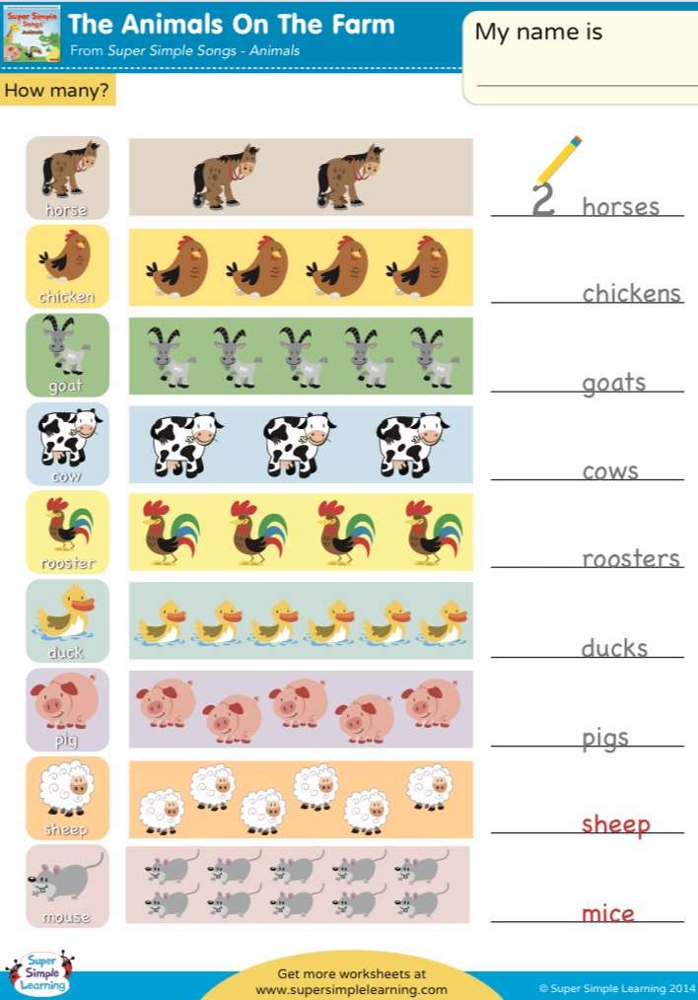 Super Simple
Songs
Animals
The Animals On The Farm
From Super Simple Songs - Animals
My name is
How many?
horse
2 horses
chicken
chickens
goat
goats
cow
cows
rooster
roosters
duck
ducks
pig
pigs
sheep
sheep
mouse
mice
Super
Simple
Learning
Get more worksheets at
www.supersimplelearning.com
© Super Simple Learning 2014